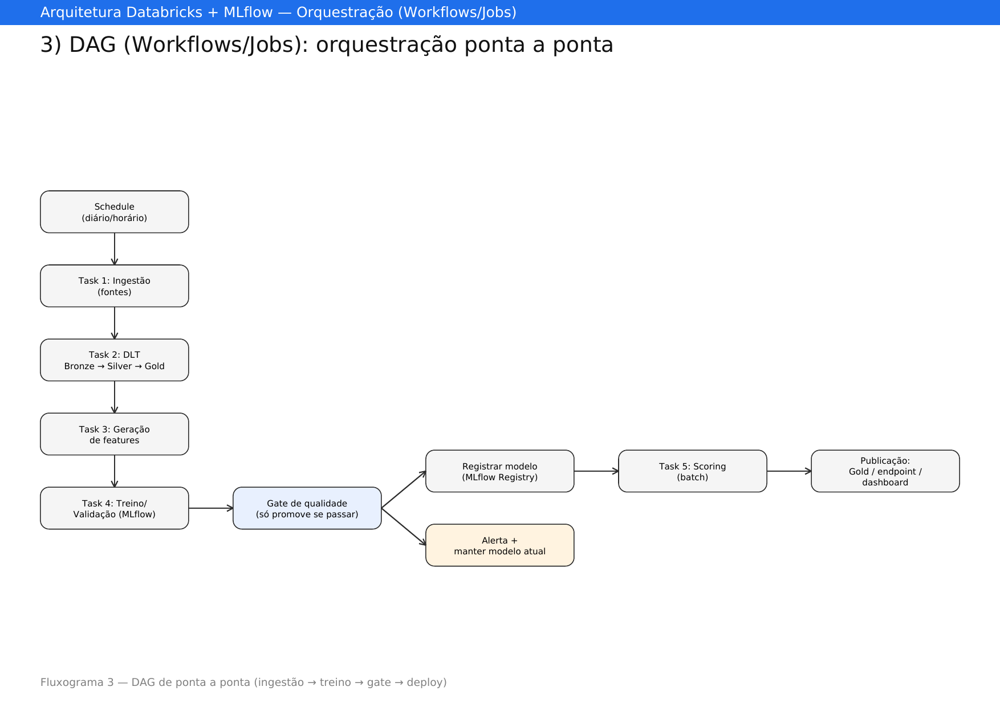 Arquitetura Databricks + MLflow — Orquestração (Workflows/Jobs)
3) DAG (Workflows/Jobs): orquestração ponta a ponta
Schedule
(diário/horário)
Task 1: Ingestão
(fontes)
Task 2: DLT
Bronze → Silver → Gold
Task 3: Geração
de features
Task 4: Treino/
Validação (MLflow)
Gate de qualidade
(só promove se passar)
Registrar modelo
(MLflow Registry)
Task 5: Scoring
(batch)
Publicação:
Gold / endpoint /
dashboard
Alerta +
manter modelo atual
Fluxograma 3 — DAG de ponta a ponta (ingestão → treino → gate → deploy)